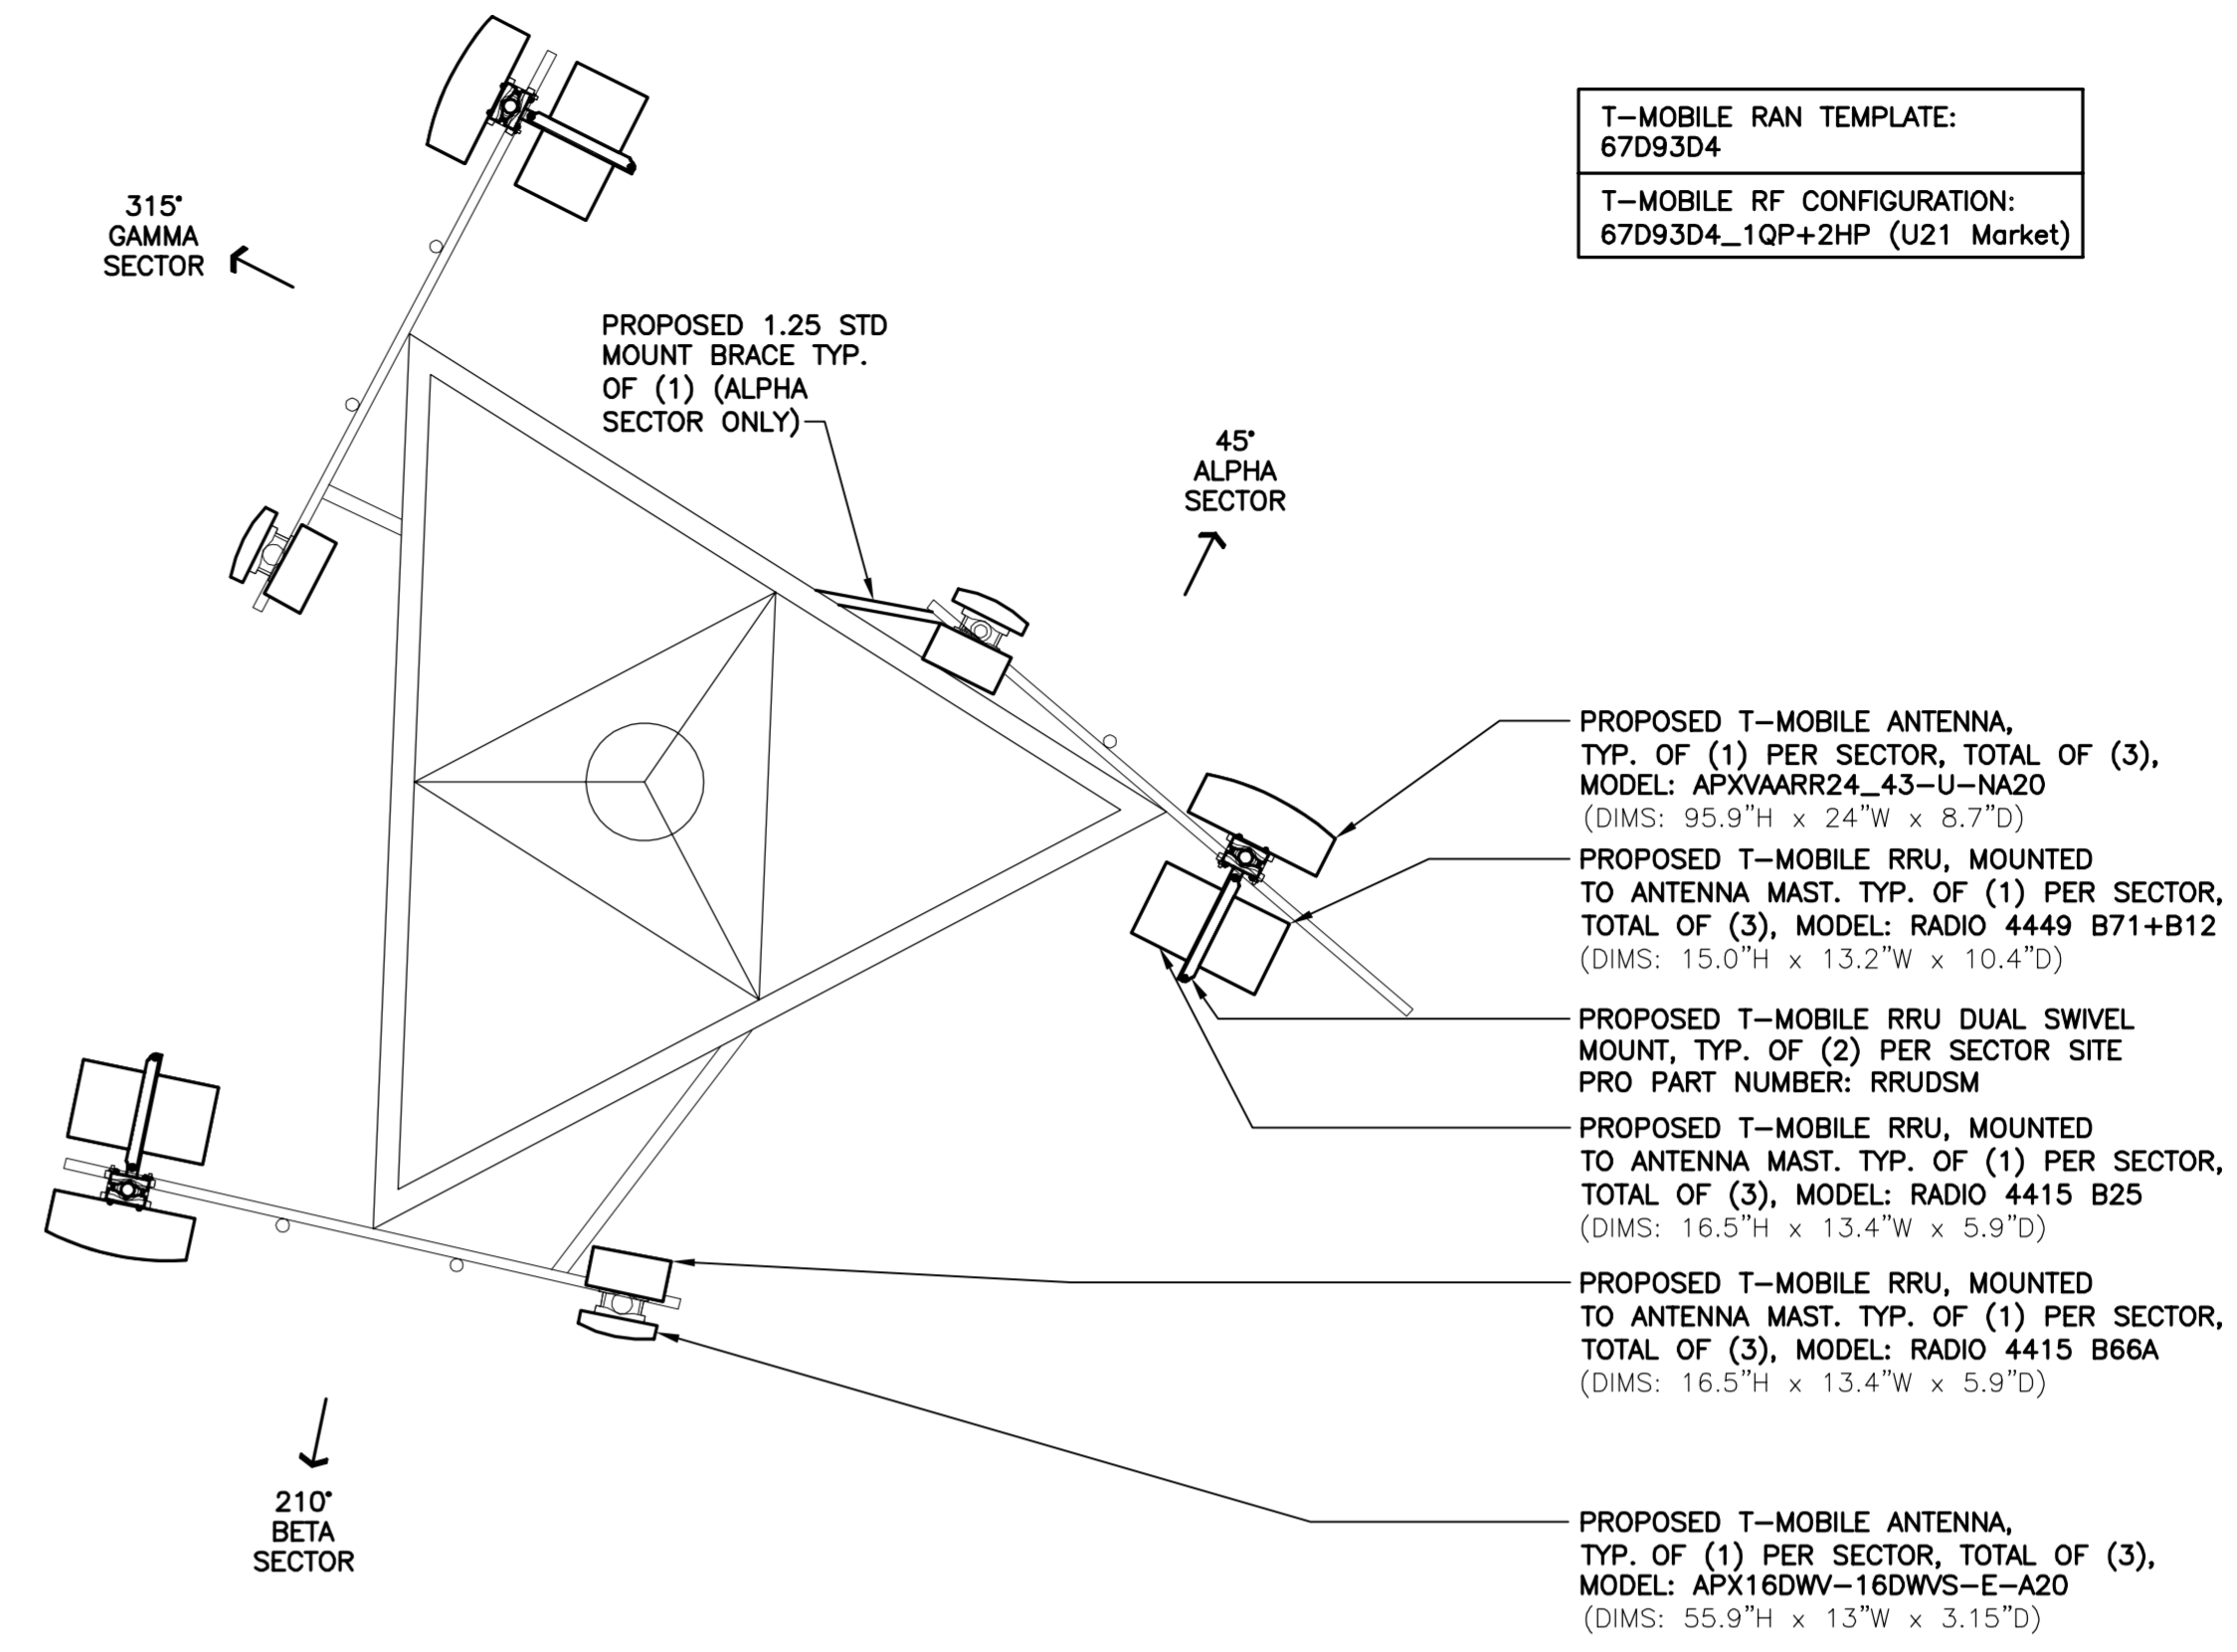 T-MOBILE RAN TEMPLATE:
67D93D4
T-MOBILE RF CONFIGURATION:
67D93D4_1QP+2HP (U21 Market)
315°
GAMMA
SECTOR
PROPOSED 1.25 STD
MOUNT BRACE TYP.
OF (1) (ALPHA
SECTOR ONLY)
45°
ALPHA
SECTOR
PROPOSED T-MOBILE ANTENNA,
TYP. OF (1) PER SECTOR, TOTAL OF (3),
MODEL: APXVAARR24_43-U-NA20
(DIMS: 95.9"H x 24"W x 8.7"D)
PROPOSED T-MOBILE RRU, MOUNTED
TO ANTENNA MAST. TYP. OF (1) PER SECTOR,
TOTAL OF (3), MODEL: RADIO 4449 B71+B12
(DIMS: 15.0"H x 13.2"W x 10.4"D)
PROPOSED T-MOBILE RRU DUAL SWIVEL
MOUNT, TYP. OF (2) PER SECTOR SITE
PRO PART NUMBER: RRUDSM
PROPOSED T-MOBILE RRU, MOUNTED
TO ANTENNA MAST. TYP. OF (1) PER SECTOR,
TOTAL OF (3), MODEL: RADIO 4415 B25
(DIMS: 16.5"H x 13.4"W x 5.9"D)
PROPOSED T-MOBILE RRU, MOUNTED
TO ANTENNA MAST. TYP. OF (1) PER SECTOR,
TOTAL OF (3), MODEL: RADIO 4415 B66A
(DIMS: 16.5"H x 13.4"W x 5.9"D)
210°
BETA
SECTOR
PROPOSED T-MOBILE ANTENNA,
TYP. OF (1) PER SECTOR, TOTAL OF (3),
MODEL: APX16DWV-16DWVS-E-A20
(DIMS: 55.9"H x 13"W x 3.15"D)